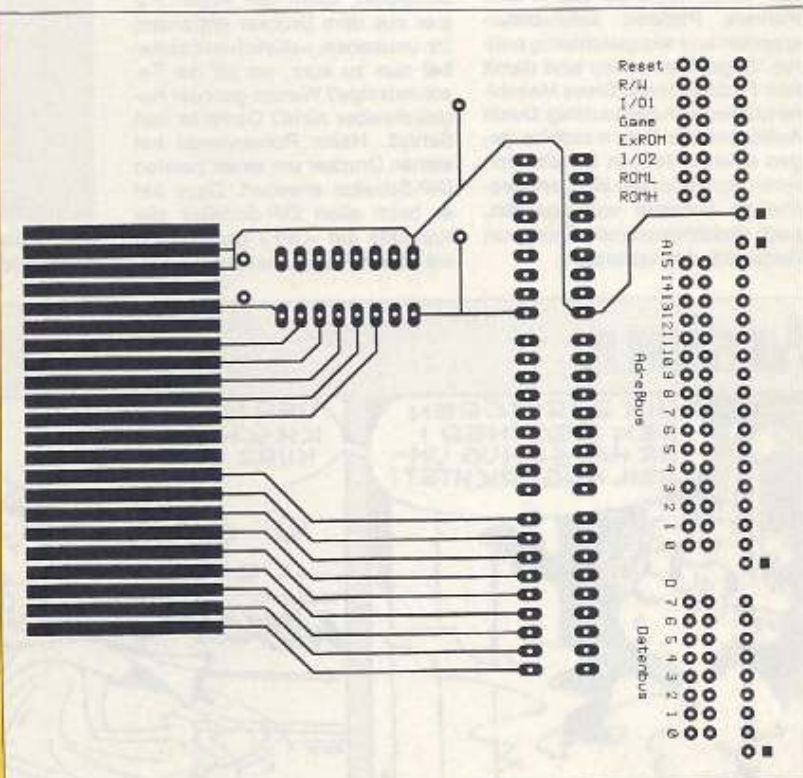 Reset
R/W
I/O1
Game
ExROM
I/O2
ROML
ROMH
A15 14 13 12 11 10 9 8 7 6 5 4 3 2 1 0
Adreßbus
D 7 6 5 4 3 2 1 0
Datenbus